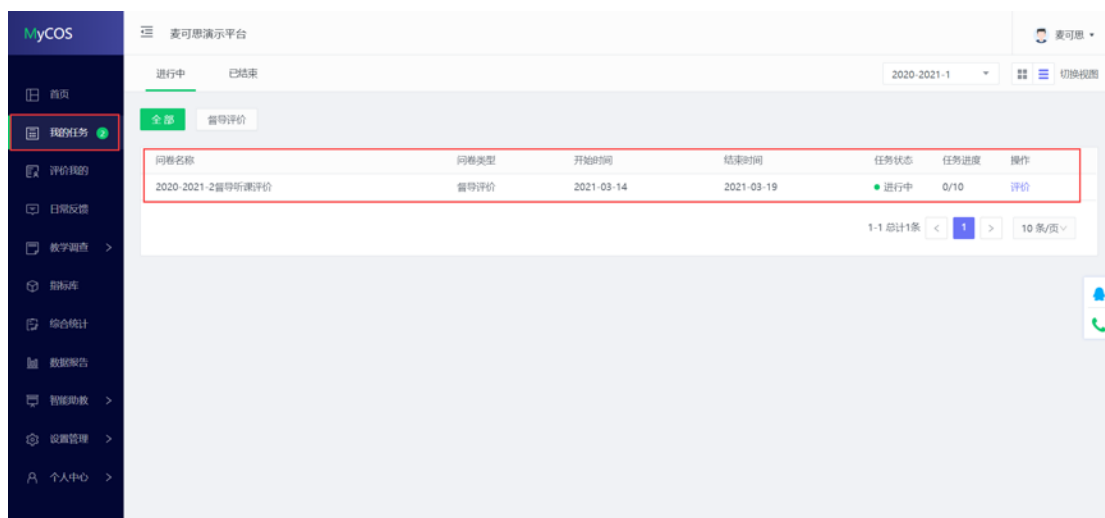 MyCOS
麦可思演示平台
麦可思
进行中 已结束
2020-2021-1
切换视图
首页
我的任务 2
评价我的
日常反馈
教学调查
指标库
综合统计
数据报告
智能助教
设置管理
个人中心
全部 督导评价
问卷名称 问卷类型 开始时间 结束时间 任务状态 任务进度 操作
2020-2021-2督导听课评价 督导评价 2021-03-14 2021-03-19 进行中 0/10 评价
1-1 总计1条 < 1 > 10 条/页